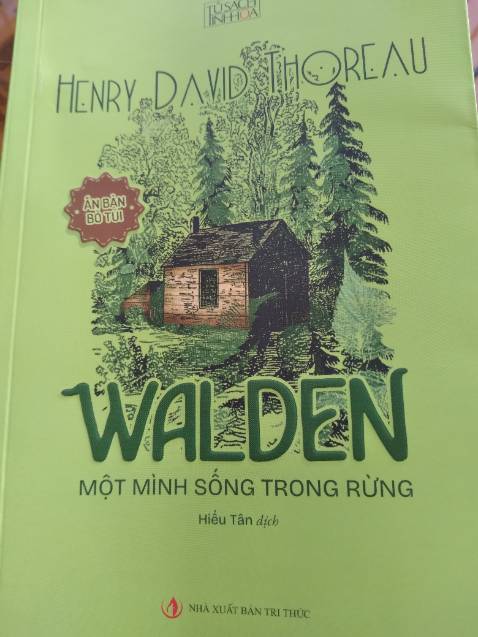 TỦ SÁCH
TINH HOA
HENRY DAVID THOREAU
ẤN BẢN
BỎ TÚI
WALDEN
MỘT MÌNH SỐNG TRONG RỪNG
Hiếu Tân dịch
NHÀ XUẤT BẢN TRI THỨC